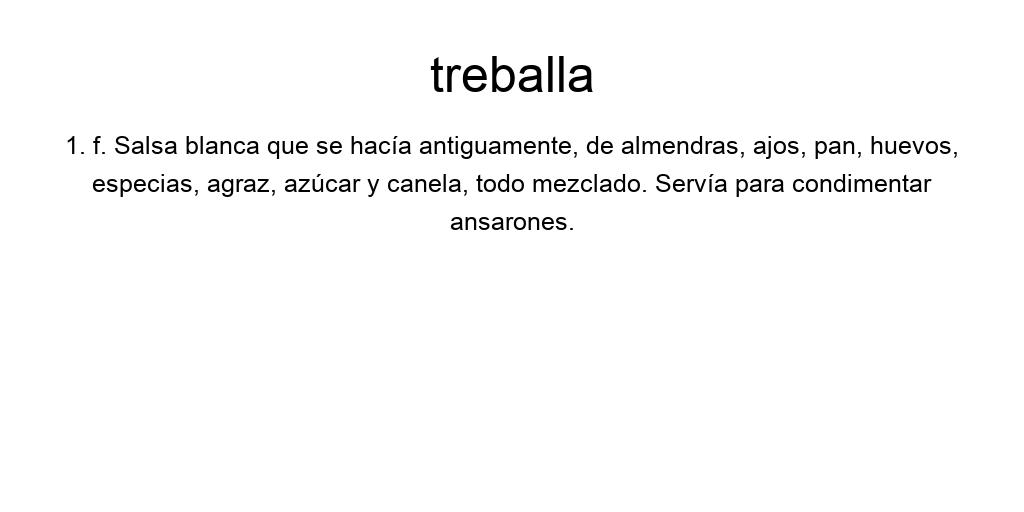 treballa
1. f. Salsa blanca que se hacía antiguamente, de almendras, ajos, pan, huevos,
especias, agraz, azúcar y canela, todo mezclado. Servía para condimentar
ansarones.